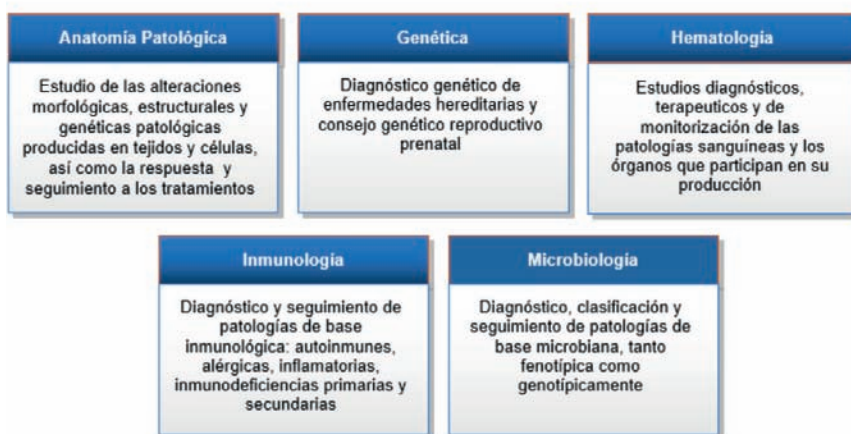 Anatomía Patológica
Estudio de las alteraciones
morfológicas, estructurales y
genéticas patológicas
producidas en tejidos y células,
así como la respuesta y
seguimiento a los tratamientos
Genética
Diagnóstico genético de
enfermedades hereditarias y
consejo genético reproductivo
prenatal
Hematología
Estudios diagnósticos,
terapeuticos y de
monitorización de las
patologías sanguíneas y los
órganos que participan en su
producción
Inmunología
Diagnóstico y seguimiento de
patologías de base
inmunológica: autoinmunes,
alérgicas, inflamatorias,
inmunodeficiencias primarias y
secundarias
Microbiología
Diagnóstico, clasificación y
seguimiento de patologías de
base microbiana, tanto
fenotípica como
genotípicamente